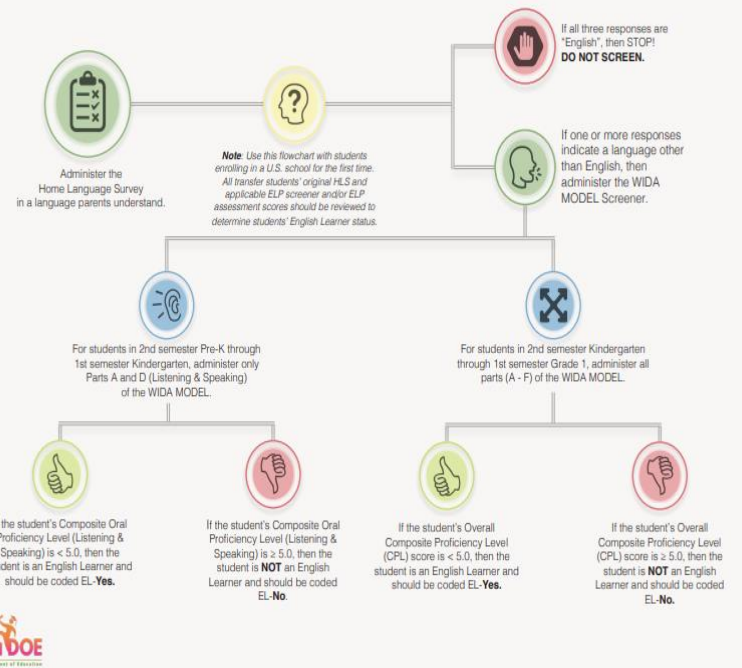 If all three responses are
"English", then STOP!
DO NOT SCREEN.
Administer the
Home Language Survey
in a language parents understand.
Note: Use this flowchart with students
enrolling in a U.S. school for the first time.
All transfer students' original HLS and
applicable ELP screener and/or ELP
assessment scores should be reviewed to
determine students' English Learner status.
If one or more responses
indicate a language other
than English, then
administer the WIDA
MODEL Screener.
For students in 2nd semester Pre-K through
1st semester Kindergarten, administer only
Parts A and D (Listening & Speaking)
of the WIDA MODEL.
For students in 2nd semester Kindergarten
through 1st semester Grade 1, administer all
parts (A - F) of the WIDA MODEL.
the student's Composite Oral
Proficiency Level (Listening &
Speaking) is < 5.0, then the
dent is an English Learner and
should be coded EL-Yes.
If the student's Composite Oral
Proficiency Level (Listening &
Speaking) is ≥ 5.0, then the
student is NOT an English
Learner and should be coded
EL-No.
If the student's Overall
Composite Proficiency Level
(CPL) score is < 5.0, then the
student is an English Learner and
should be coded EL-Yes.
If the student's Overall
Composite Proficiency Level
(CPL) score is ≥ 5.0, then the
student is NOT an English
Learner and should be coded
EL-No.
DOE
of Education